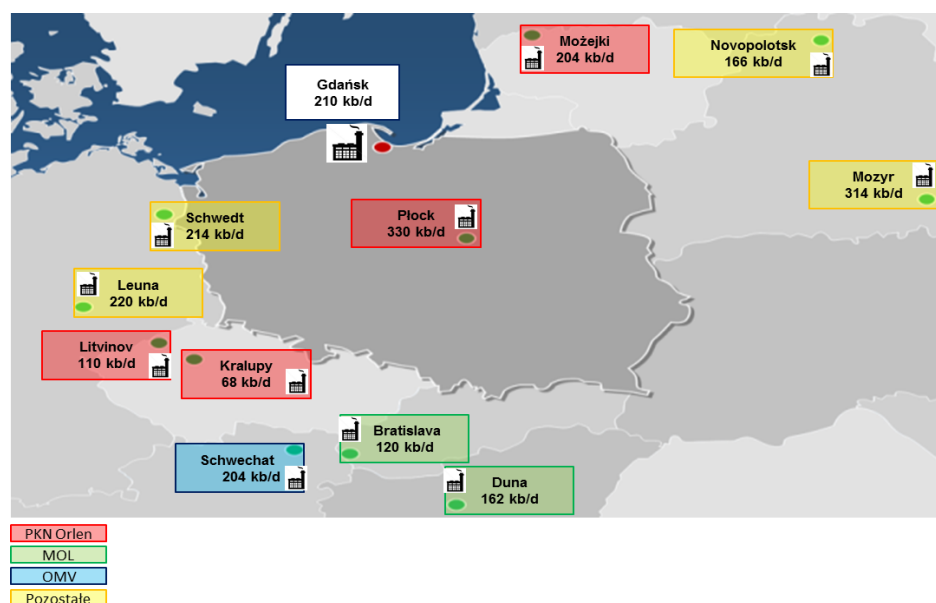 Możejki
204 kb/d
Novopolotsk
166 kb/d
Gdańsk
210 kb/d
Mozyr
314 kb/d
Schwedt
214 kb/d
Płock
330 kb/d
Leuna
220 kb/d
Litvinov
110 kb/d
Kralupy
68 kb/d
Bratislava
120 kb/d
Schwechat
204 kb/d
Duna
162 kb/d
PKN Orlen
MOL
OMV
Pozostałe